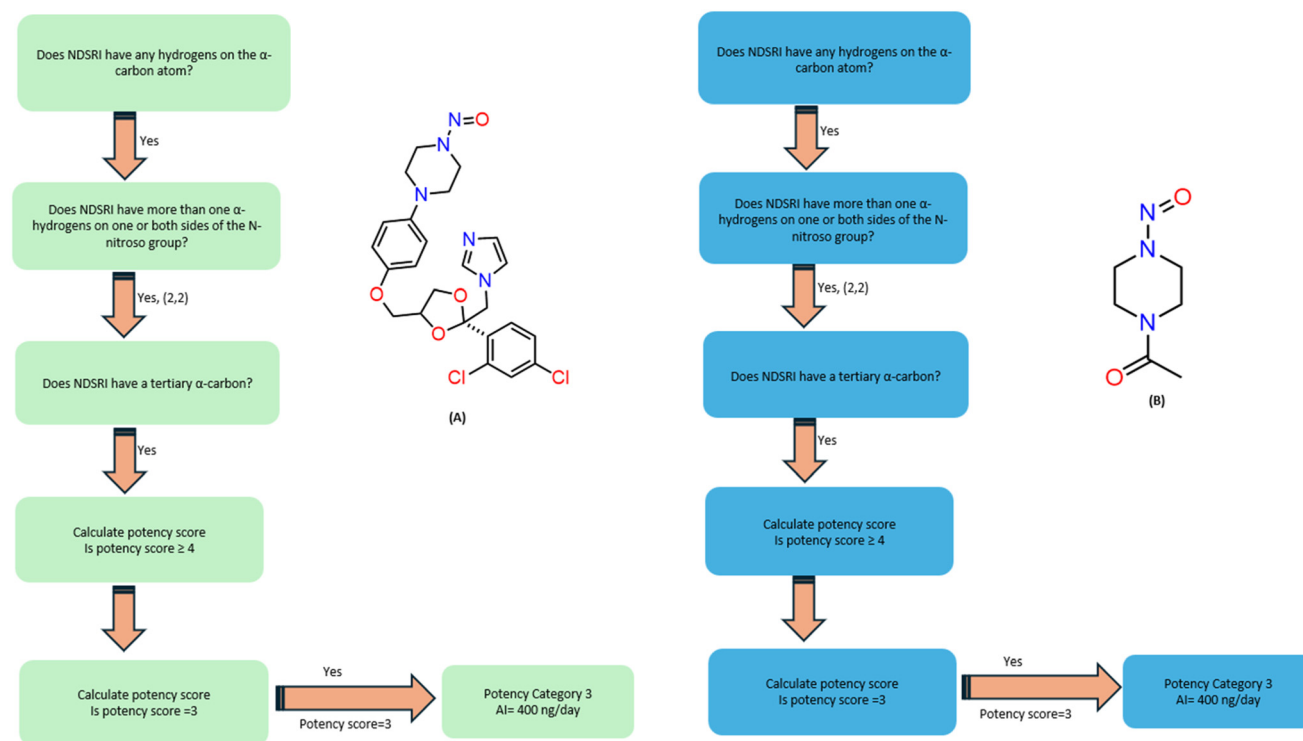 Does NDSRI have any hydrogens on the α-
carbon atom?
Yes
Does NDSRI have more than one α-
hydrogens on one or both sides of the N-
nitroso group?
Yes, (2,2)
Does NDSRI have a tertiary α-carbon?
Yes
Calculate potency score
Is potency score ≥ 4
Calculate potency score
Is potency score =3
Yes
Potency score=3
Potency Category 3
AI= 400 ng/day
N
O
N
N
N
N
O
O
O
Cl
Cl
(A)
Does NDSRI have any hydrogens on the α-
carbon atom?
Yes
Does NDSRI have more than one α-
hydrogens on one or both sides of the N-
nitroso group?
Yes, (2,2)
Does NDSRI have a tertiary α-carbon?
Yes
Calculate potency score
Is potency score ≥ 4
Calculate potency score
Is potency score =3
Yes
Potency score=3
Potency Category 3
AI= 400 ng/day
O
N
N
N
O
(B)